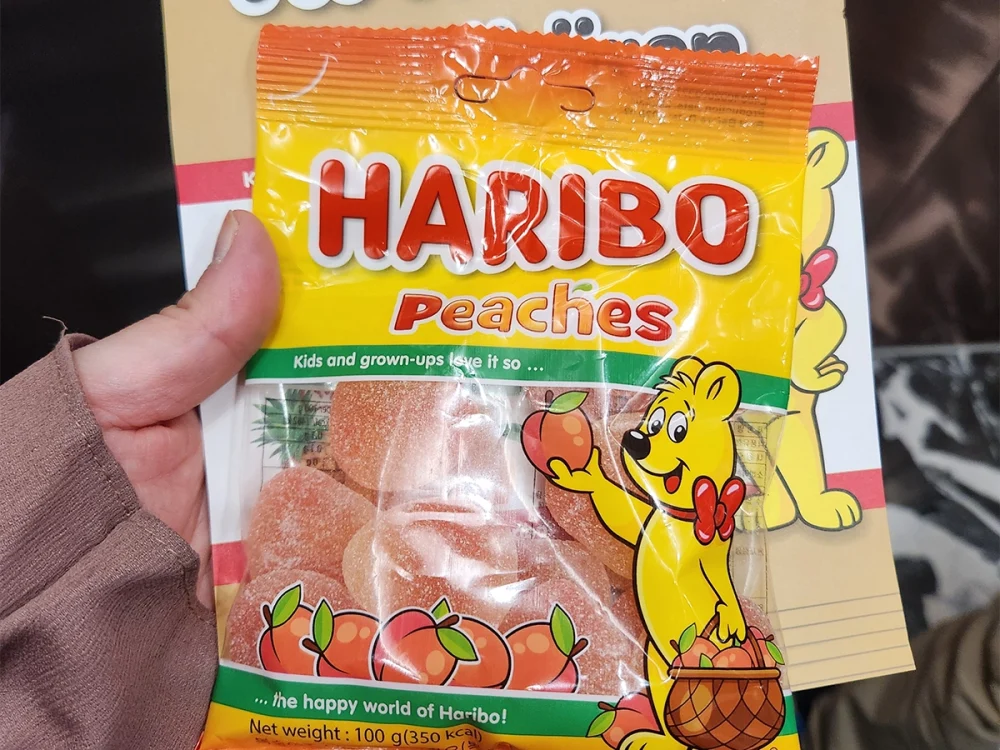 HARIBO
Peaches
Kids and grown-ups love it so ...
... the happy world of Haribo!
Net weight : 100 g(350 kcal)